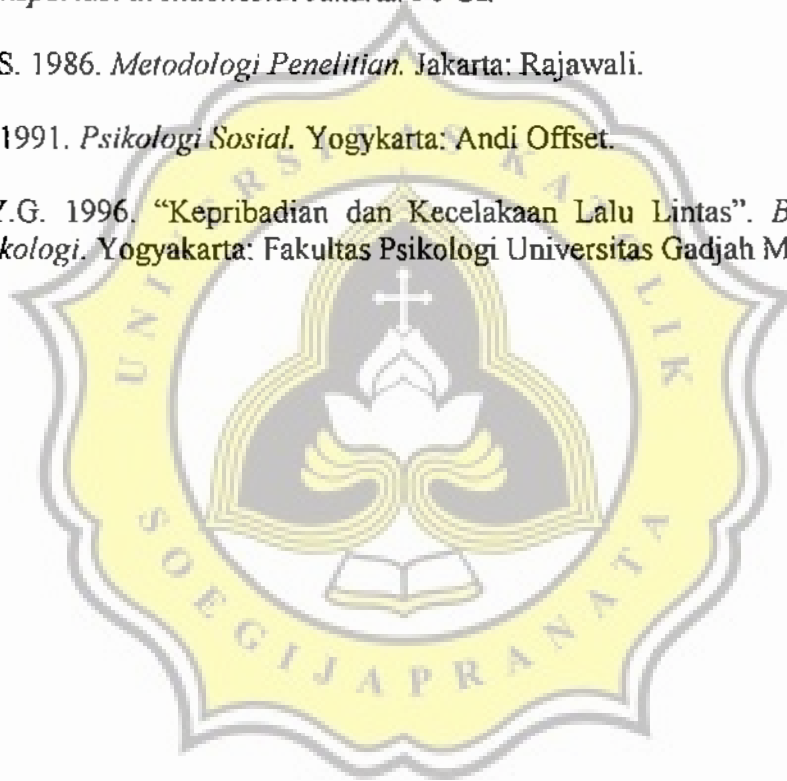 S. 1986. Metodologi Penelitian. Jakarta: Rajawali.
1991. Psikologi Sosial. Yogykarta: Andi Offset.
Y.G. 1996. “Kepribadian dan Kecelakaan Lalu Lintas”. B
kologi. Yogyakarta: Fakultas Psikologi Universitas Gadjah M
UNIVERSITAS KATOLIK
SOEGIJAPRANATA